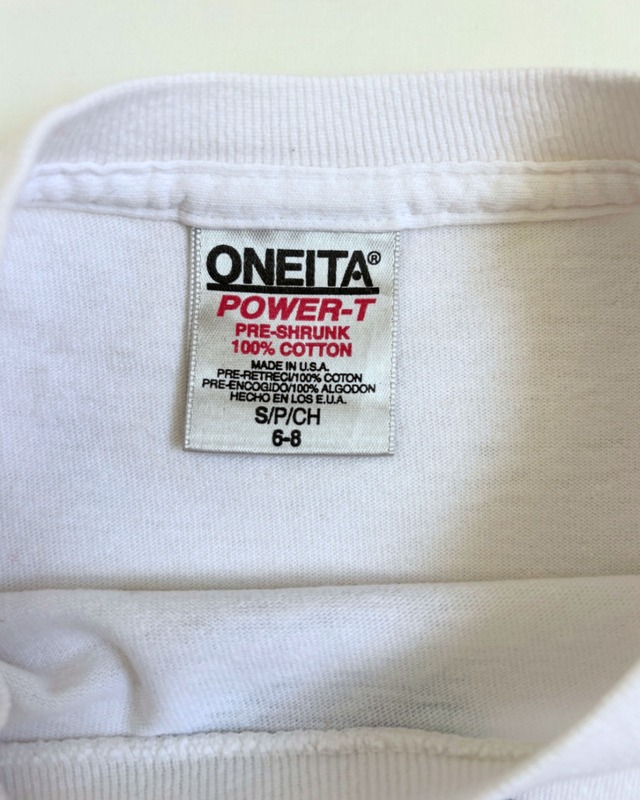 ONEITA®
POWER-T
PRE-SHRUNK
100% COTTON
MADE IN U.S.A.
PRE-RETRECI/100% COTON
PRE-ENCOGIDO/100% ALGODON
HECHO EN LOS E.U.A.
S/P/CH
6-8